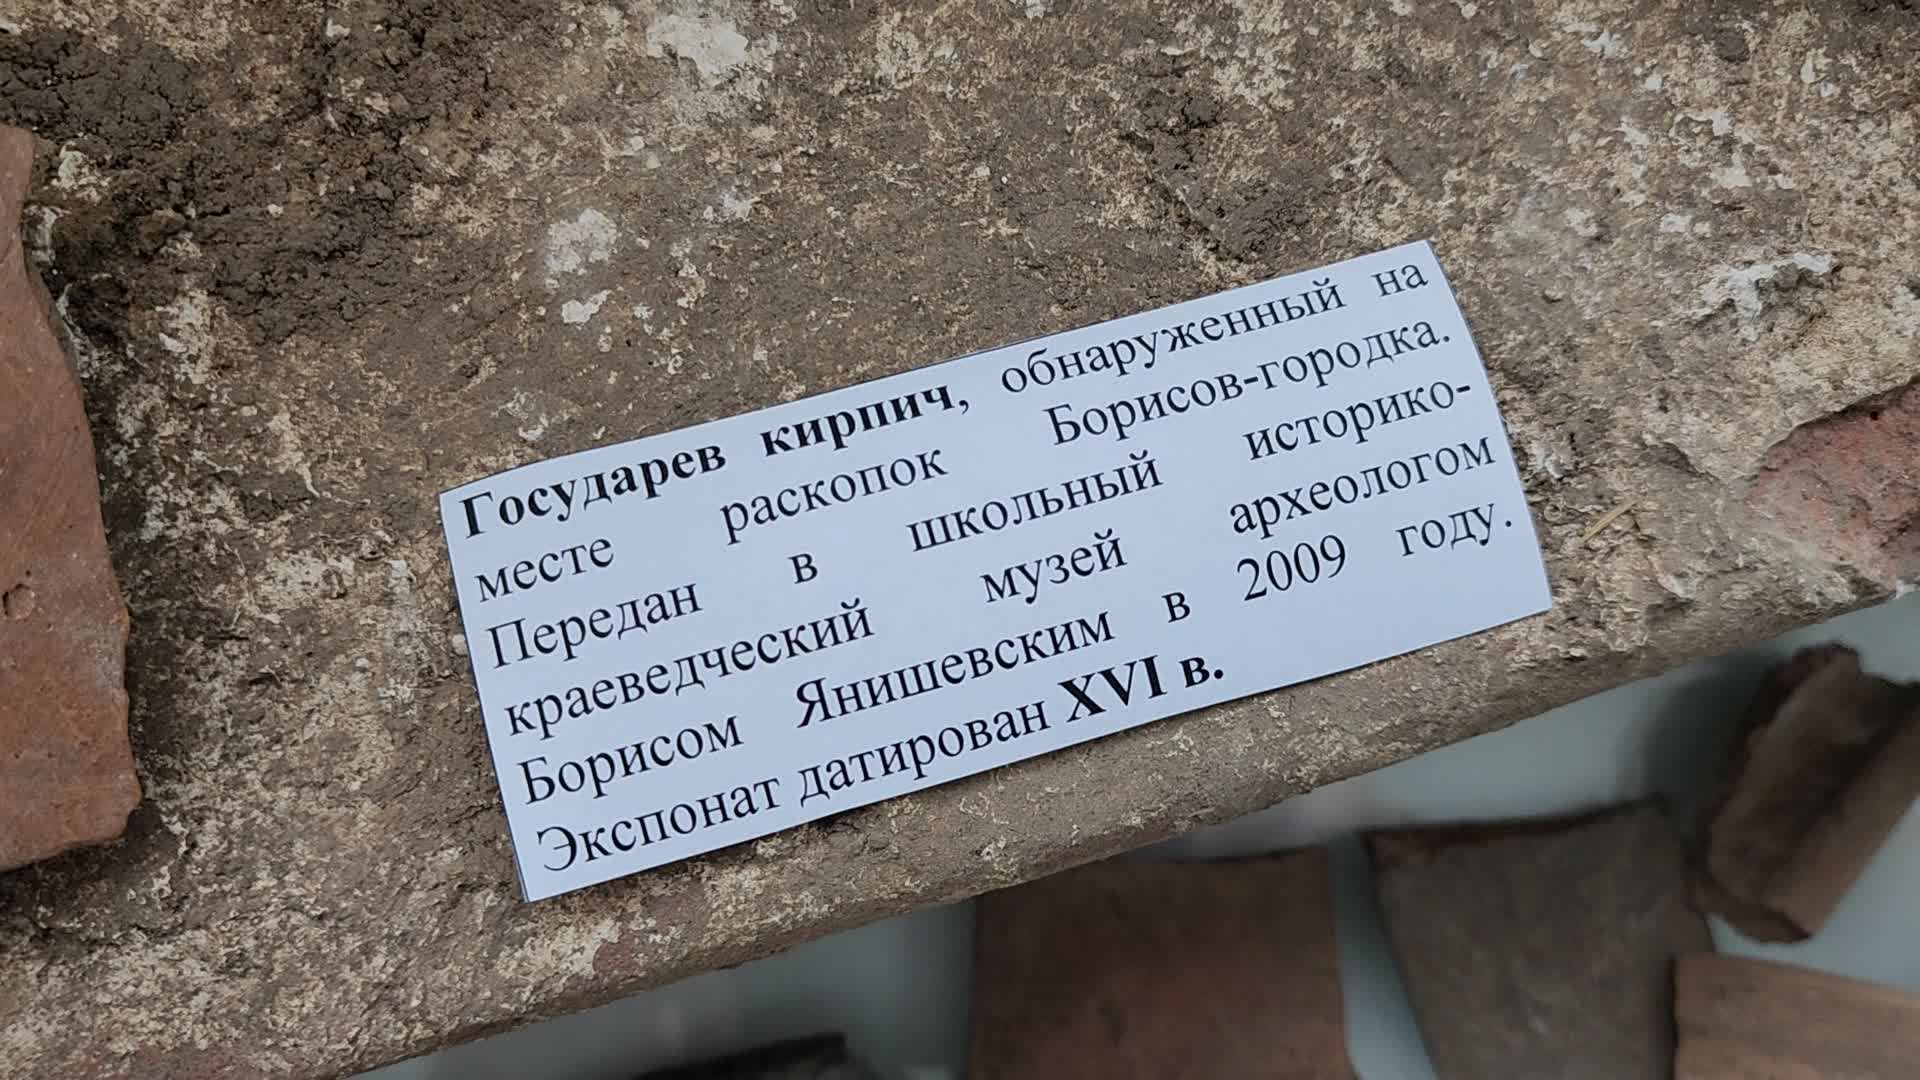 Государев кирпич, обнаруженный на
месте раскопок Борисов-городка.
Передан в школьный историко-
краеведческий музей археологом
Борисом Янишевским в 2009 году.
Экспонат датирован XVI в.